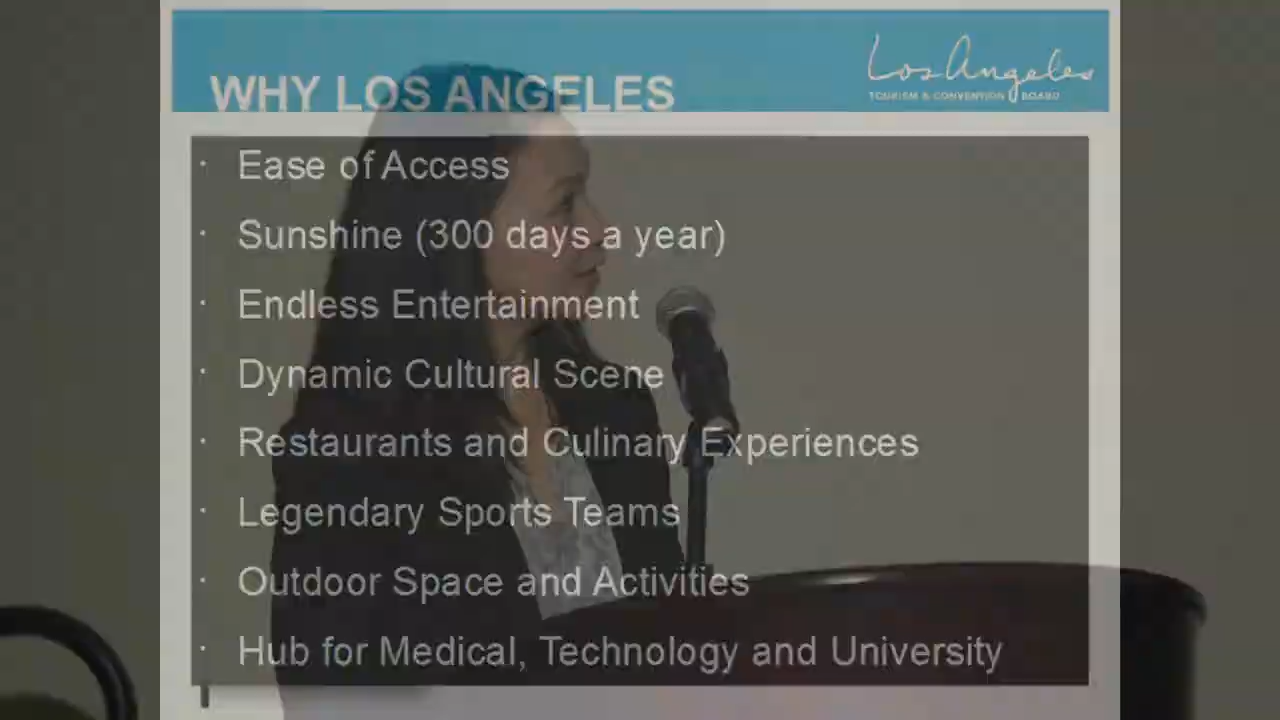 WHY LOS ANGELES
Los Angeles
TOURISM & CONVENTION BOARD
· Ease of Access
· Sunshine (300 days a year)
· Endless Entertainment
· Dynamic Cultural Scene
· Restaurants and Culinary Experiences
· Legendary Sports Teams
· Outdoor Space and Activities
· Hub for Medical, Technology and University